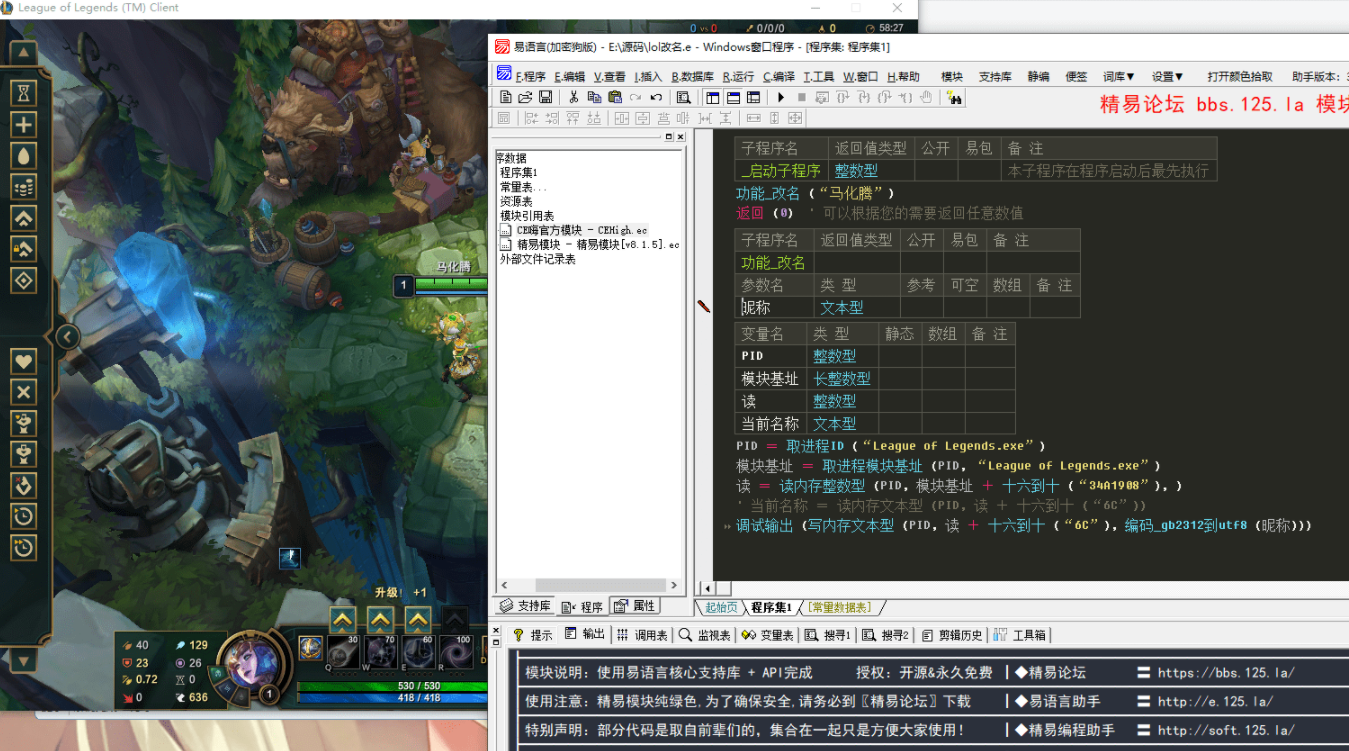 League of Legends (TM) Client
0 vs 0 0/0/0 0 58:27
马化腾
1
升级! +1
30 70 60 100
Q W E R D
40 129
23 26
0.72 0
0 636
1
530 / 530
418 / 418
易语言(加密狗版) - E:\源码\lol改名.e - Windows窗口程序 - [程序集: 程序集1]
F.程序 E.编辑 V.查看 I.插入 B.数据库 R.运行 C.编译 T.工具 W.窗口 H.帮助 模块 支持库 静编 便签 词库▼ 设置▼ 打开颜色拾取 助手版本: 3
精易论坛 bbs.125.la 模块
序数据
程序集1
常量表...
资源表
模块引用表
CE嗨官方模块 - CEHigh.ec
精易模块 - 精易模块[v8.1.5].ec
外部文件记录表
支持库 程序 属性
子程序名 返回值类型 公开 易包 备 注
_启动子程序 整数型 本子程序在程序启动后最先执行
功能_改名 (“马化腾”)
返回 (0) ' 可以根据您的需要返回任意数值
子程序名 返回值类型 公开 易包 备 注
功能_改名
参数名 类 型 参考 可空 数组 备 注
昵称 文本型
变量名 类 型 静态 数组 备 注
PID 整数型
模块基址 长整数型
读 整数型
当前名称 文本型
PID = 取进程ID (“League of Legends.exe”)
模块基址 = 取进程模块基址 (PID, “League of Legends.exe”)
读 = 读内存整数型 (PID, 模块基址 + 十六到十 (“34A1908”), )
' 当前名称 = 读内存文本型 (PID, 读 + 十六到十 (“6C”))
调试输出 (写内存文本型 (PID, 读 + 十六到十 (“6C”), 编码_gb2312到utf8 (昵称)))
起始页 程序集1 [常量数据表]
提示 输出 调用表 监视表 变量表 搜寻1 搜寻2 剪辑历史 工具箱
模块说明: 使用易语言核心支持库 + API完成 授权: 开源&永久免费 |◆精易论坛 〓 https://bbs.125.la/
使用注意: 精易模块纯绿色,为了确保安全,请务必到〖精易论坛〗下载 |◆易语言助手 〓 http://e.125.la/
特别声明: 部分代码是取自前辈们的, 集合在一起只是方便大家使用! |◆精易编程助手 〓 http://soft.125.la/